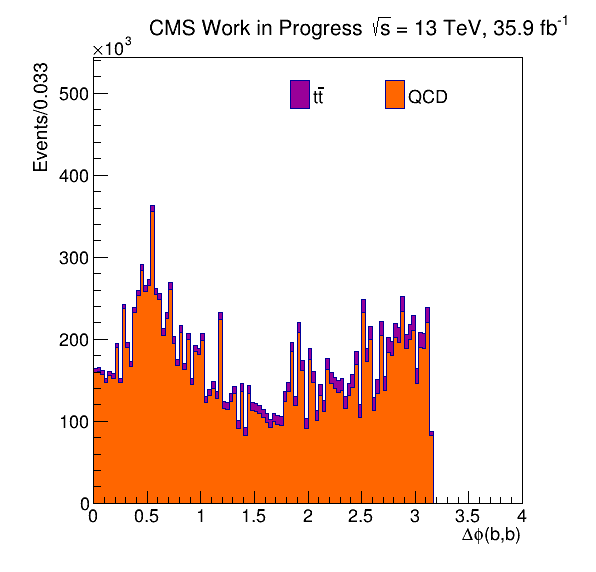 CMS Work in Progress √s = 13 TeV, 35.9 fb⁻¹
×10³
Events/0.033
tt̄
QCD
500
400
300
200
100
0
0 0.5 1 1.5 2 2.5 3 3.5 4
Δϕ(b,b)